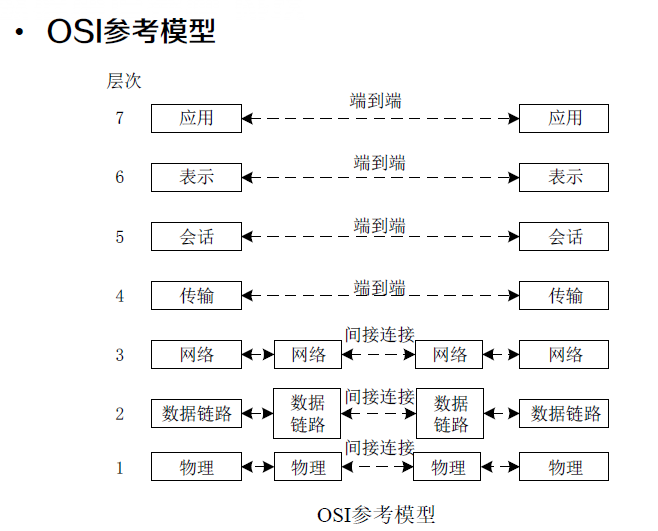 • OSI参考模型
层次
端到端
7 应用 应用
端到端
6 表示 表示
端到端
5 会话 会话
端到端
4 传输 传输
间接连接
3 网络 网络 网络 网络
间接连接
2 数据链路 数据 数据 数据链路
链路 链路
间接连接
1 物理 物理 物理 物理
OSI参考模型